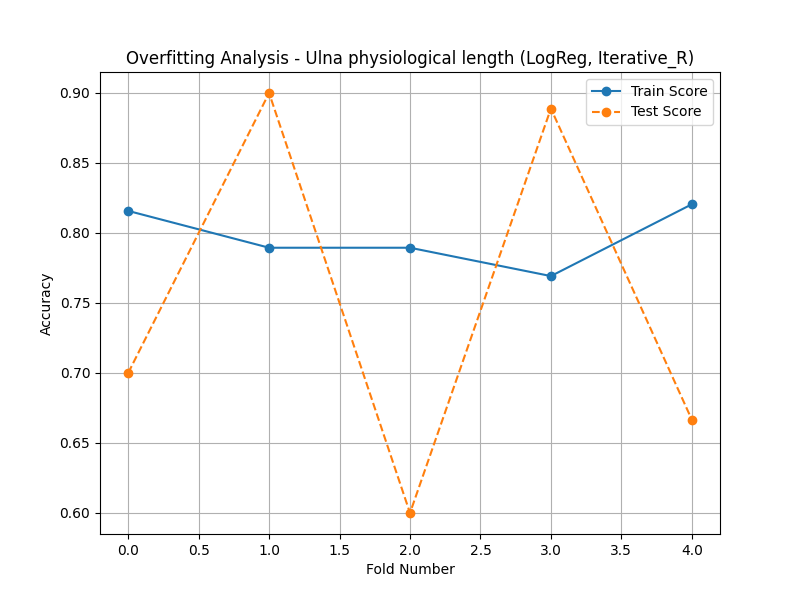 Overfitting Analysis - Ulna physiological length (LogReg, Iterative_R)
Train Score
Test Score
0.90
0.85
0.80
0.75
0.70
0.65
0.60
Accuracy
0.0 0.5 1.0 1.5 2.0 2.5 3.0 3.5 4.0
Fold Number